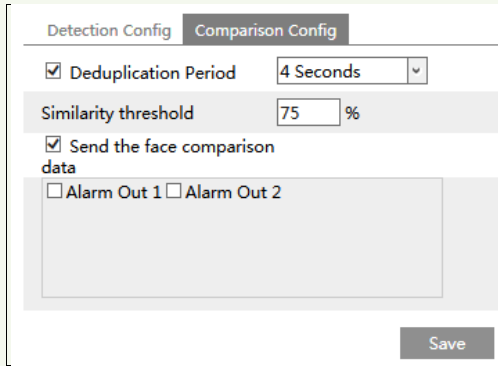 Detection Config Comparison Config
Deduplication Period 4 Seconds
Similarity threshold 75 %
Send the face comparison
data
Alarm Out 1 Alarm Out 2
Save